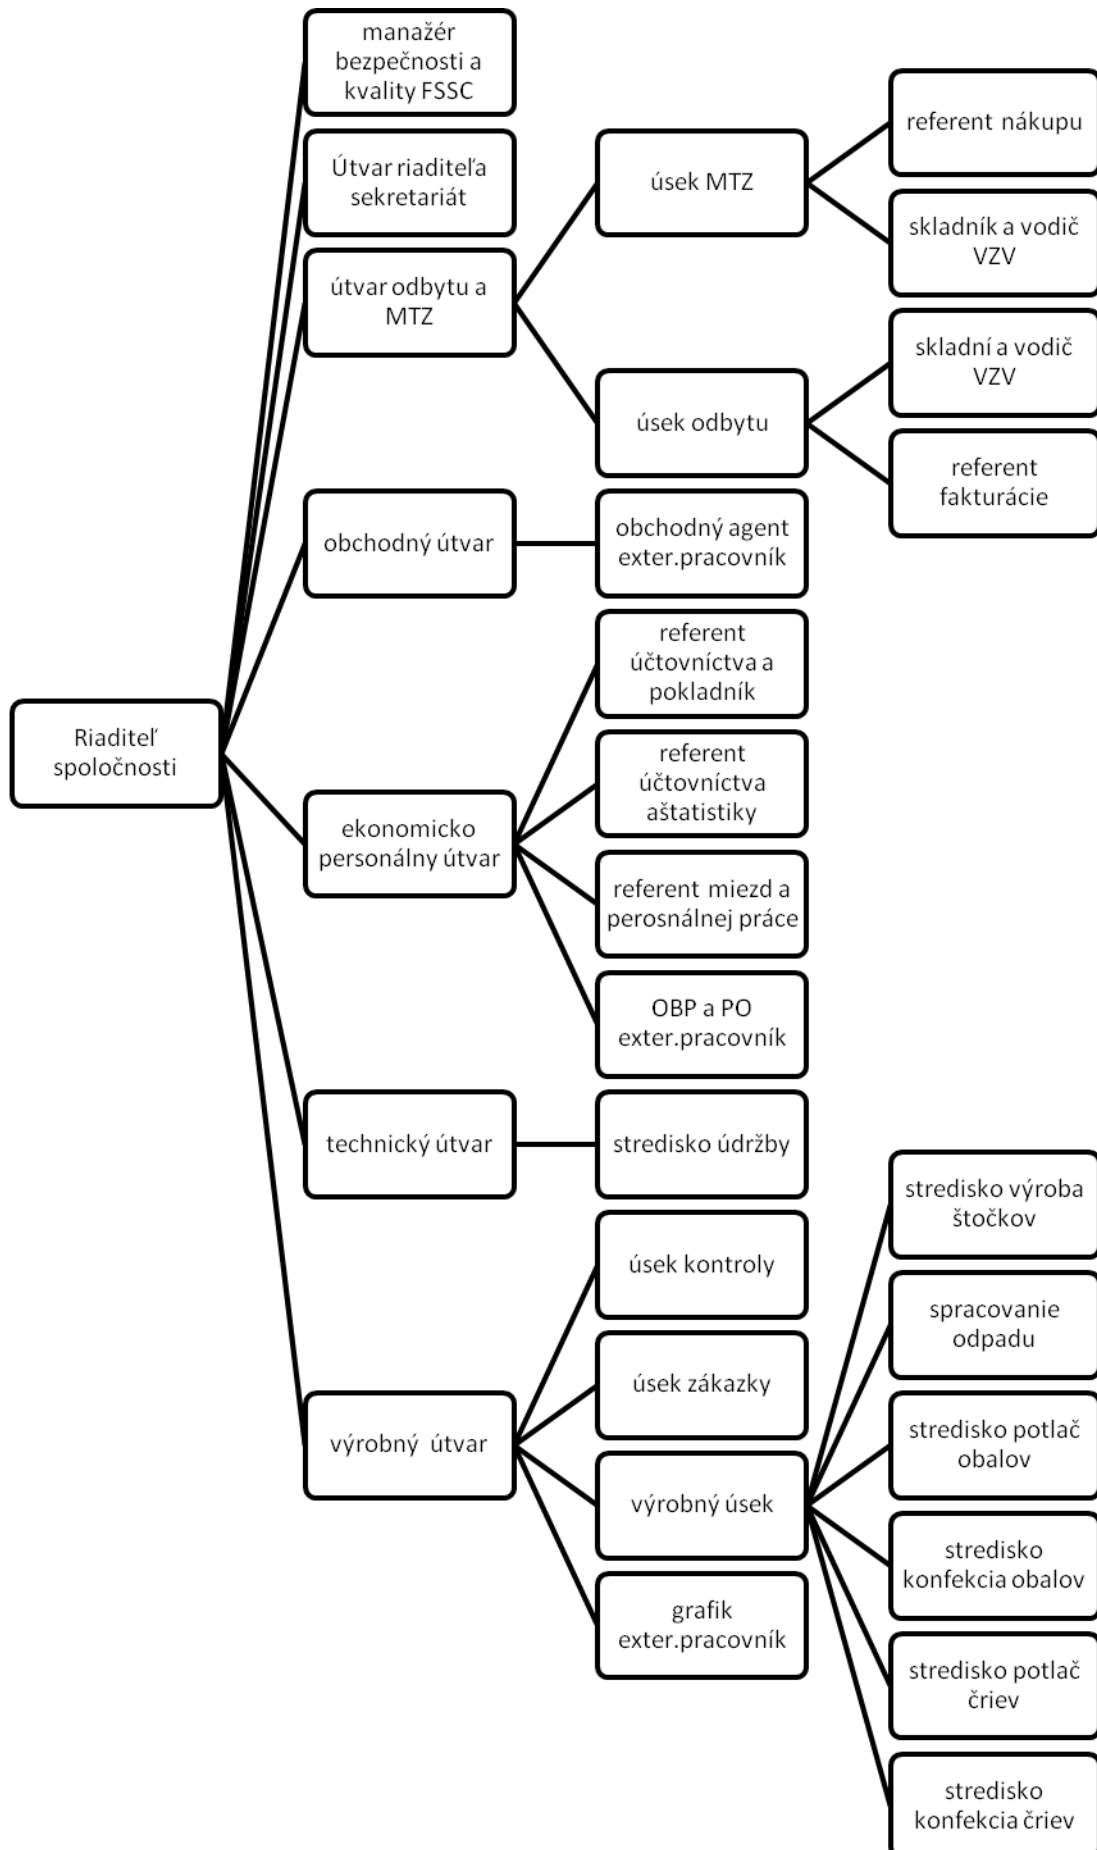 manažér
bezpečnosti a
kvality FSSC
Útvar riaditeľa
sekretariát
útvar odbytu a
MTZ
úsek MTZ
referent nákupu
skladník a vodič
VZV
úsek odbytu
skladní a vodič
VZV
referent
fakturácie
obchodný útvar
obchodný agent
exter.pracovník
Riaditeľ
spoločnosti
ekonomicko
personálny útvar
referent
účtovníctva a
pokladník
referent
účtovníctva
aštatistiky
referent miezd a
perosnálnej práce
OBP a PO
exter.pracovník
technický útvar
stredisko údržby
výrobný útvar
úsek kontroly
úsek zákazky
výrobný úsek
stredisko výroba
štočkov
spracovanie
odpadu
stredisko potlač
obalov
stredisko
konfekcia obalov
stredisko potlač
čriev
stredisko
konfekcia čriev
grafik
exter.pracovník